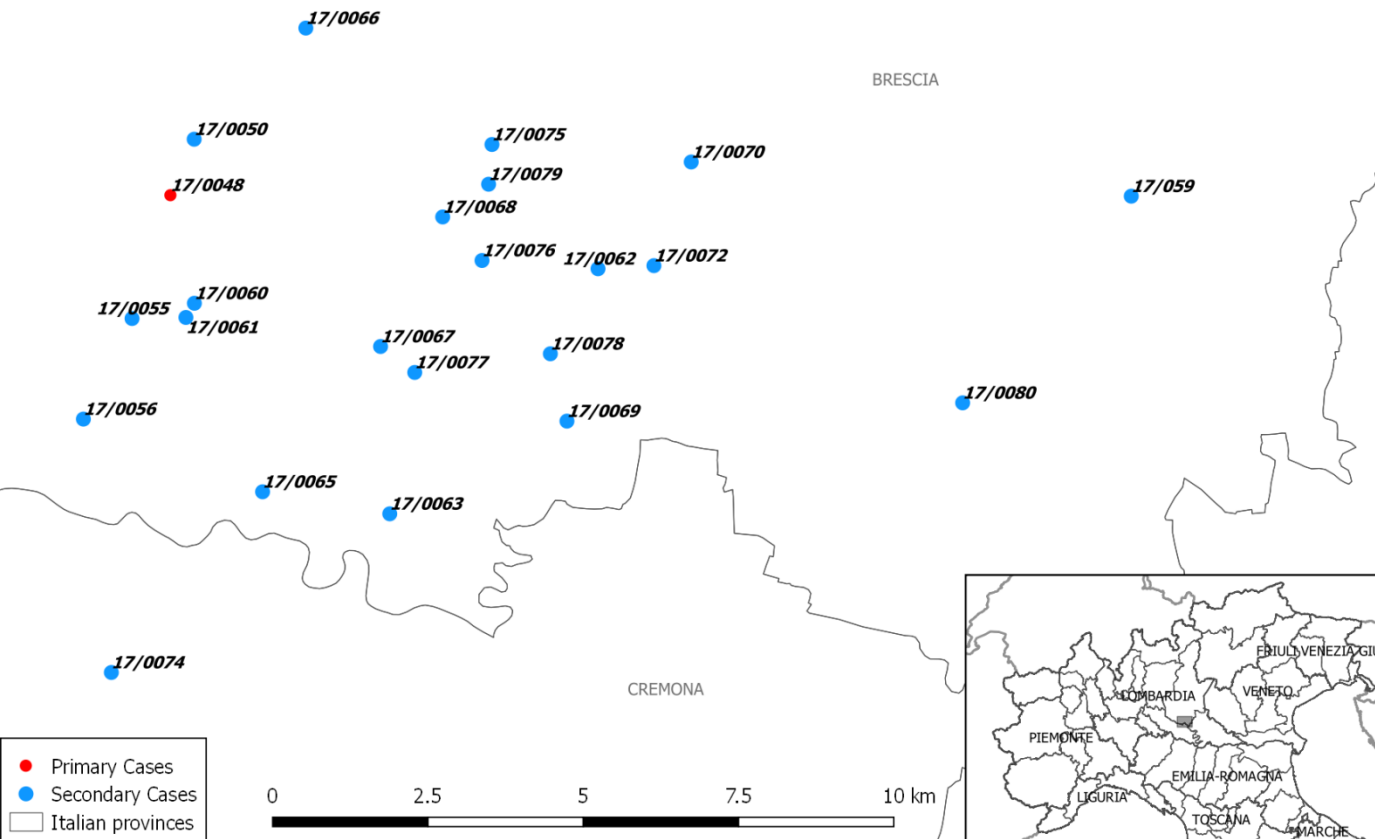 17/0066
BRESCIA
17/0050
17/0075
17/0070
17/0079
17/0048
17/059
17/0068
17/0076
17/0062
17/0072
17/0060
17/0055
17/0061
17/0067
17/0078
17/0077
17/0080
17/0056
17/0069
17/0065
17/0063
17/0074
CREMONA
FRIULI VENEZIA GIU
LOMBARDIA
VENETO
PIEMONTE
EMILIA-ROMAGNA
LIGURIA
TOSCANA
MARCHE
Primary Cases
Secondary Cases
Italian provinces
0 2.5 5 7.5 10 km